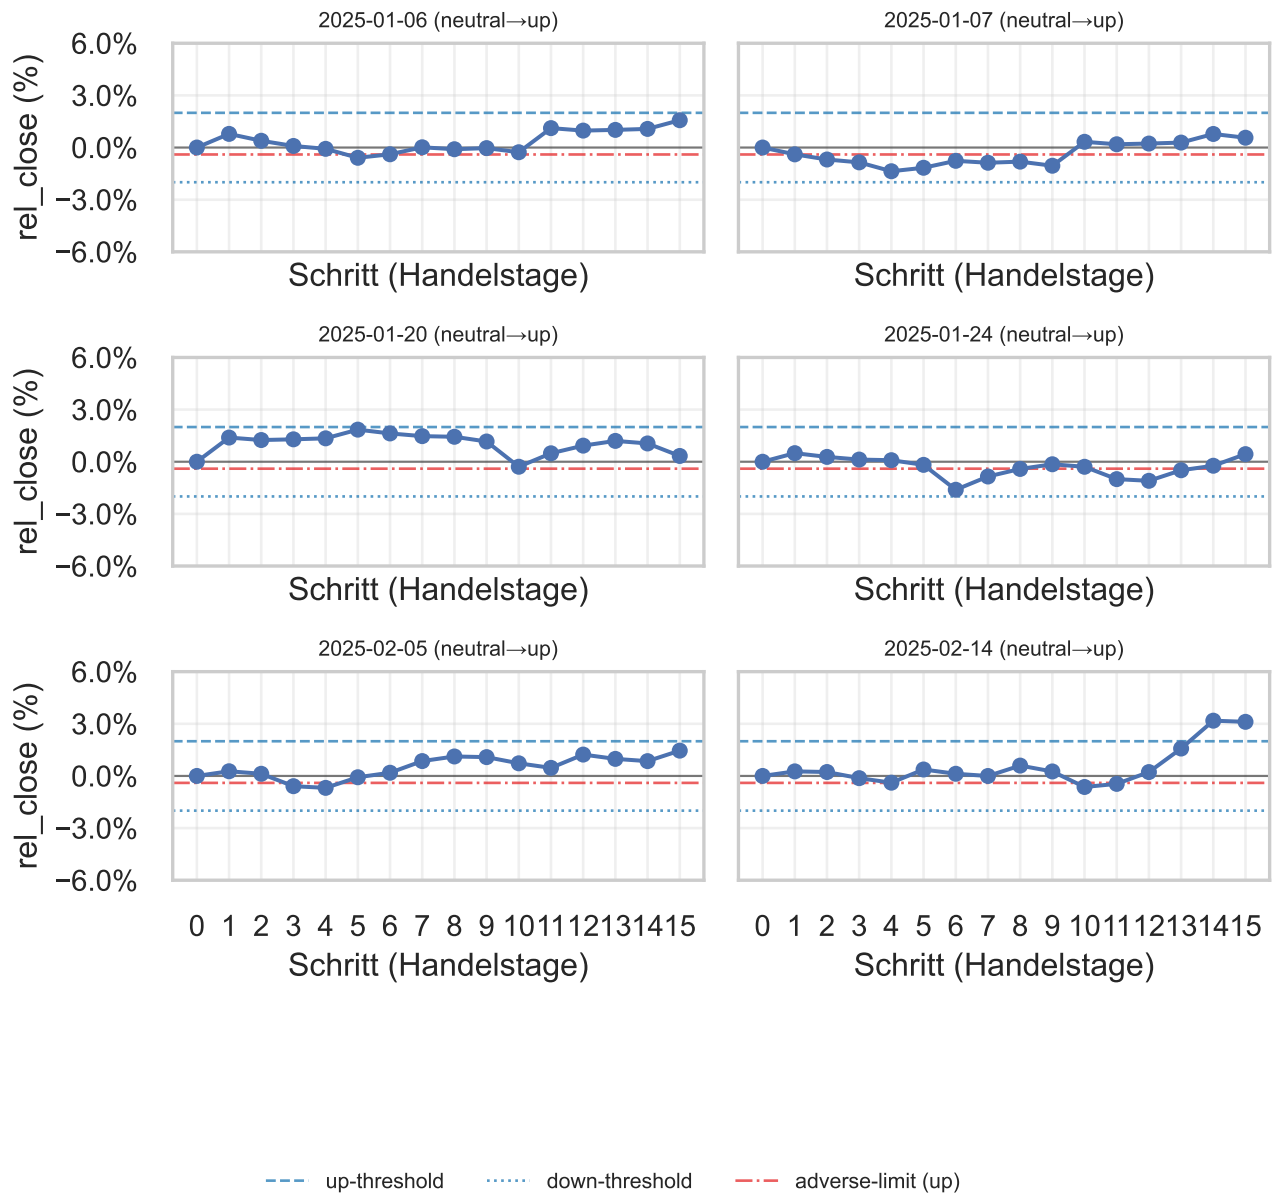 2025-01-06 (neutral→up)
2025-01-07 (neutral→up)
6.0%
3.0%
0.0%
−3.0%
−6.0%
rel_close (%)
Schritt (Handelstage)
Schritt (Handelstage)
2025-01-20 (neutral→up)
2025-01-24 (neutral→up)
6.0%
3.0%
0.0%
−3.0%
−6.0%
rel_close (%)
Schritt (Handelstage)
Schritt (Handelstage)
2025-02-05 (neutral→up)
2025-02-14 (neutral→up)
6.0%
3.0%
0.0%
−3.0%
−6.0%
rel_close (%)
0 1 2 3 4 5 6 7 8 9 10 11 12 13 14 15
0 1 2 3 4 5 6 7 8 9 10 11 12 13 14 15
Schritt (Handelstage)
Schritt (Handelstage)
up-threshold
down-threshold
adverse-limit (up)